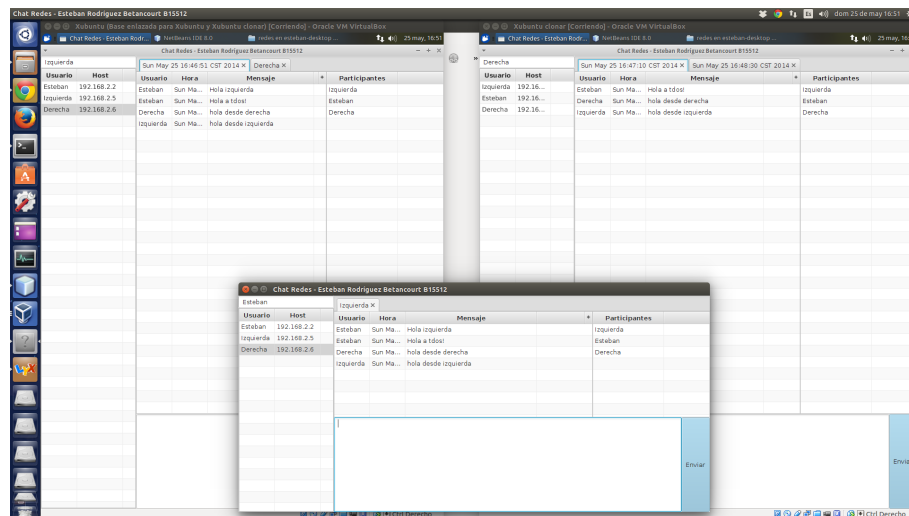 Chat Redes - Esteban Rodriguez Betancourt B15512
Es dom 25 de may 16:51
Xubuntu (Base enlazada para Xubuntu y Xubuntu clonar) [Corriendo] - Oracle VM VirtualBox
Chat Redes - Esteban Rodr... NetBeans IDE 8.0 redes en esteban-desktop ... 25 may, 16:51
Chat Redes - Esteban Rodriguez Betancourt B15512
Izquierda
Usuario Host
Esteban 192.168.2.2
Izquierda 192.168.2.5
Derecha 192.168.2.6
Sun May 25 16:46:51 CST 2014 × Derecha ×
Usuario Hora Mensaje + Participantes
Esteban Sun Ma... Hola izquierda Izquierda
Esteban Sun Ma... Hola a tdos! Esteban
Derecha Sun Ma... hola desde derecha Derecha
Izquierda Sun Ma... hola desde izquierda
Xubuntu clonar [Corriendo] - Oracle VM VirtualBox
Chat Redes - Esteban Rodr... NetBeans IDE 8.0 redes en esteban-desktop ... 25 may, 16:
Chat Redes - Esteban Rodriguez Betancourt B15512
Derecha
Usuario Host
Izquierda 192.16...
Esteban 192.16...
Derecha 192.16...
Sun May 25 16:47:10 CST 2014 × Sun May 25 16:48:30 CST 2014 ×
Usuario Hora Mensaje + Participantes
Esteban Sun Ma... Hola a tdos! Izquierda
Derecha Sun Ma... hola desde derecha Esteban
Izquierda Sun Ma... hola desde izquierda Derecha
Envia
Chat Redes - Esteban Rodriguez Betancourt B15512
Esteban
Usuario Host
Esteban 192.168.2.2
Izquierda 192.168.2.5
Derecha 192.168.2.6
Izquierda ×
Usuario Hora Mensaje + Participantes
Esteban Sun Ma... Hola izquierda Izquierda
Esteban Sun Ma... Hola a tdos! Esteban
Derecha Sun Ma... hola desde derecha Derecha
Izquierda Sun Ma... hola desde izquierda
Enviar
Ctrl Derecho
Ctrl Derecho